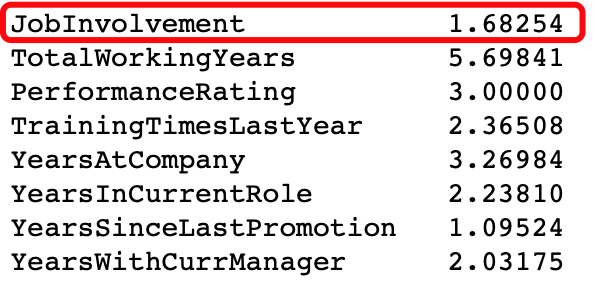 JobInvolvement 1.68254
TotalWorkingYears 5.69841
PerformanceRating 3.00000
TrainingTimesLastYear 2.36508
YearsAtCompany 3.26984
YearsInCurrentRole 2.23810
YearsSinceLastPromotion 1.09524
YearsWithCurrManager 2.03175